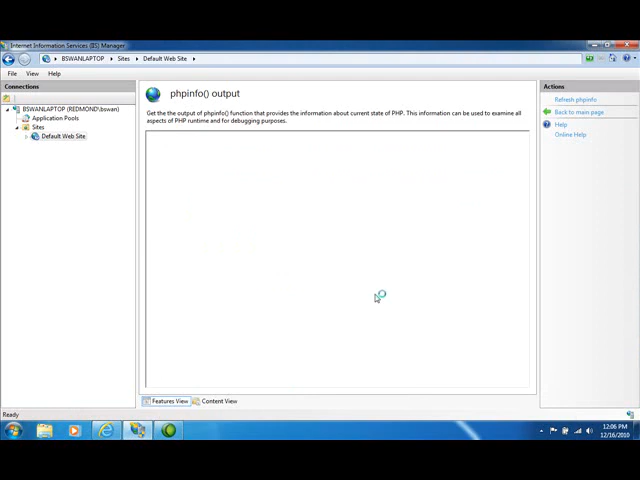 Internet Information Services (IIS) Manager
BSWANLAPTOP Sites Default Web Site
File View Help
Connections
BSWANLAPTOP (REDMOND\bswan)
Application Pools
Sites
Default Web Site
phpinfo() output
Get the the output of phpinfo() function that provides the information about current state of PHP. This information can be used to examine all
aspects of PHP runtime and for debugging purposes.
Actions
Refresh phpinfo
Back to main page
Help
Online Help
Features View Content View
Ready
12:06 PM
12/16/2010